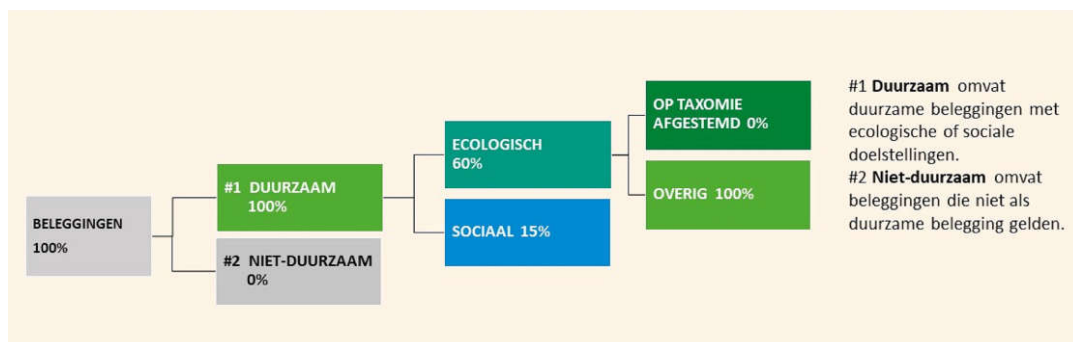 BELEGGINGEN
100%
#1 DUURZAAM
100%
#2 NIET-DUURZAAM
0%
ECOLOGISCH
60%
SOCIAAL 15%
OP TAXOMIE
AFGESTEMD 0%
OVERIG 100%
#1 Duurzaam omvat
duurzame beleggingen met
ecologische of sociale
doelstellingen.
#2 Niet-duurzaam omvat
beleggingen die niet als
duurzame belegging gelden.